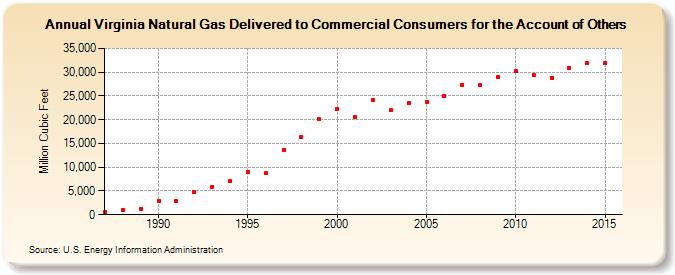 Annual Virginia Natural Gas Delivered to Commercial Consumers for the Account of Others
Million Cubic Feet
35,000
30,000
25,000
20,000
15,000
10,000
5,000
0
1990 1995 2000 2005 2010 2015
Source: U.S. Energy Information Administration